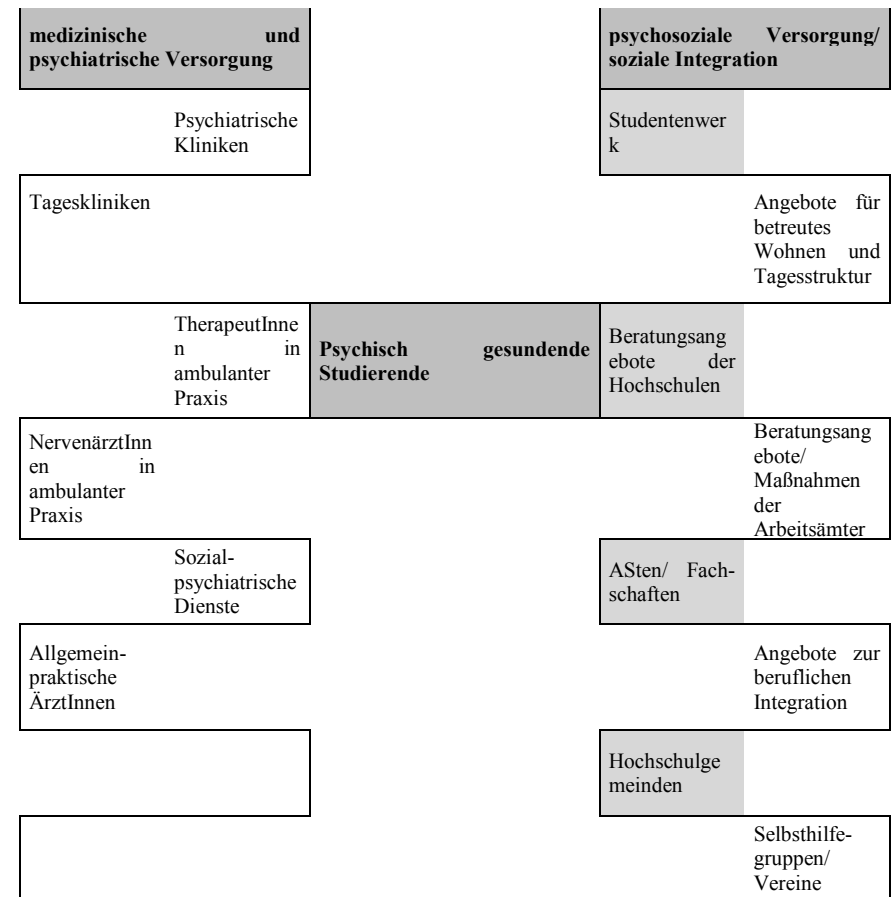 medizinische und
psychiatrische Versorgung
psychosoziale Versorgung/
soziale Integration
Psychiatrische
Kliniken
Studentenwer
k
Tageskliniken
Angebote für
betreutes
Wohnen und
Tagesstruktur
TherapeutInne
n in
ambulanter
Praxis
Psychisch gesundende
Studierende
Beratungsang
ebote der
Hochschulen
NervenärztInn
en in
ambulanter
Praxis
Beratungsang
ebote/
Maßnahmen
der
Arbeitsämter
Sozial-
psychiatrische
Dienste
ASten/ Fach-
schaften
Allgemein-
praktische
ÄrztInnen
Angebote zur
beruflichen
Integration
Hochschulge
meinden
Selbsthilfe-
gruppen/
Vereine